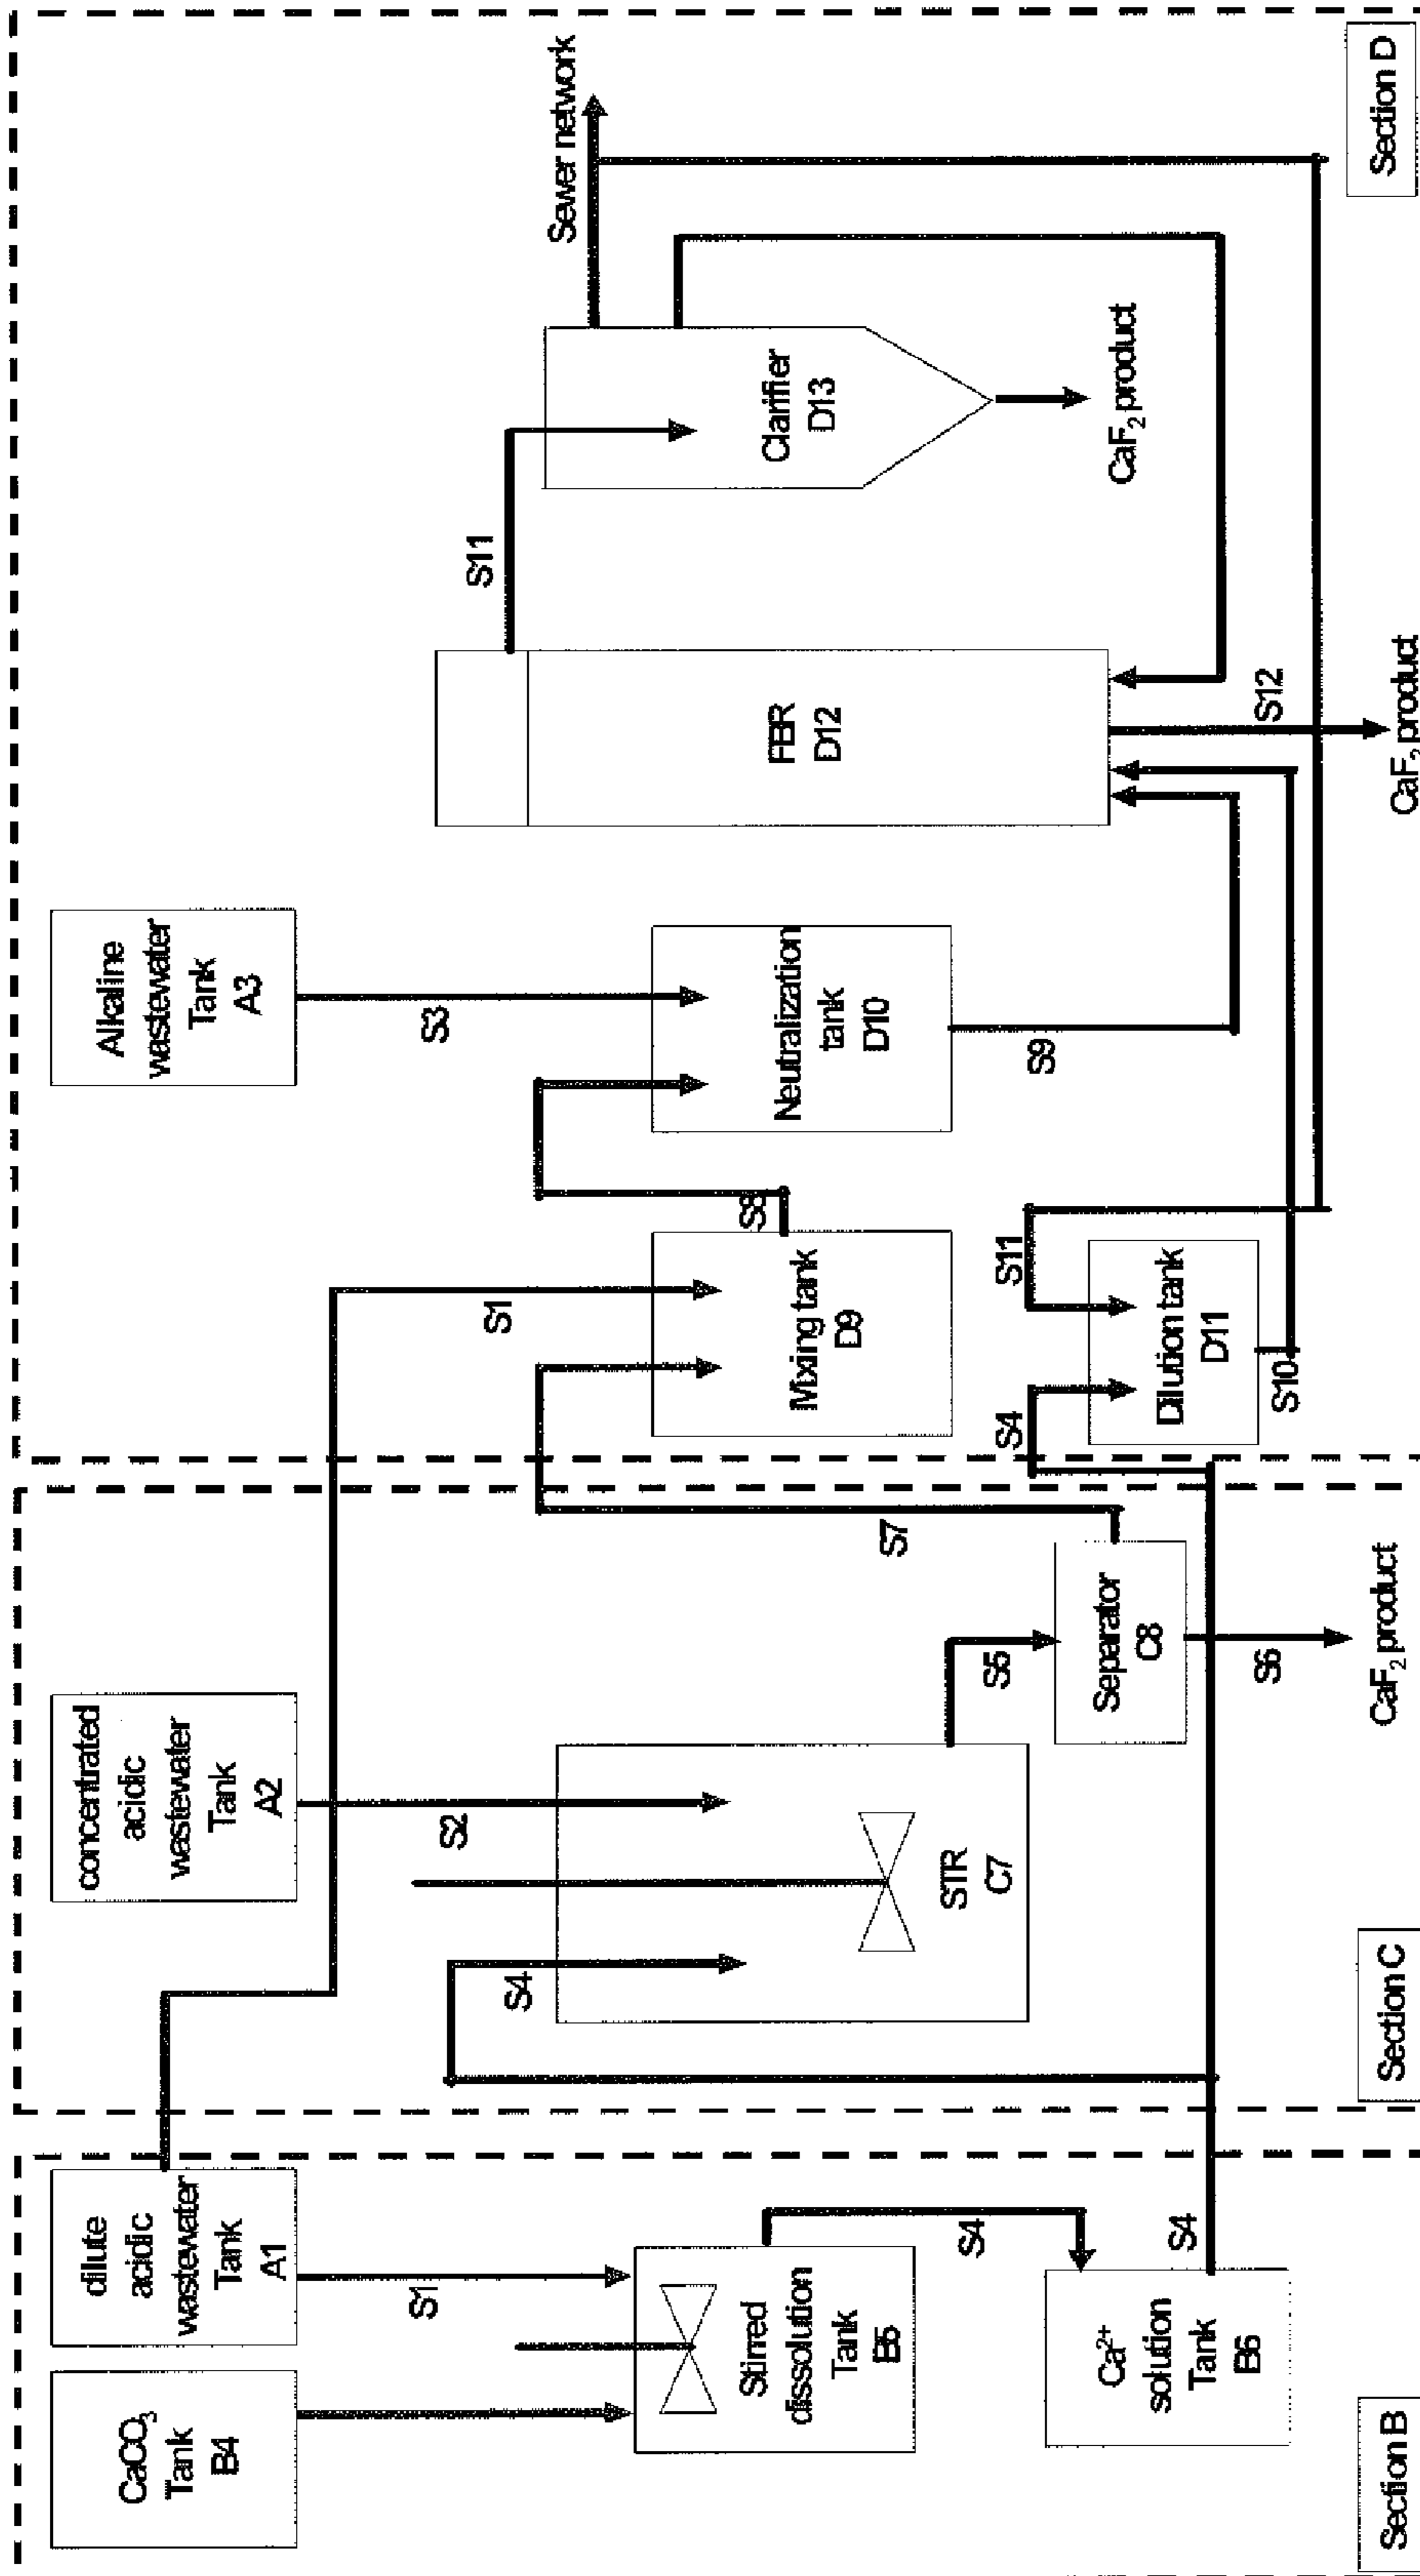 CaCO3
Tank
B4
dilute
acidic
wastewater
Tank
A1
S1
Stirred
dissolution
Tank
B5
S4
Ca2+
solution
Tank
B6
S4
Section B
concentrated
acidic
wastewater
Tank
A2
S2
S4
STR
C7
S5
Separator
C8
S6
CaF2 product
S7
Section C
Alkaline
wastewater
Tank
A3
S3
S1
Mixing tank
D9
S8
Neutralization
tank
D10
S9
S4
S11
Dilution tank
D11
S10
FBR
D12
S12
CaF2 product
S11
Clarifier
D13
CaF2 product
Sewer network
Section D